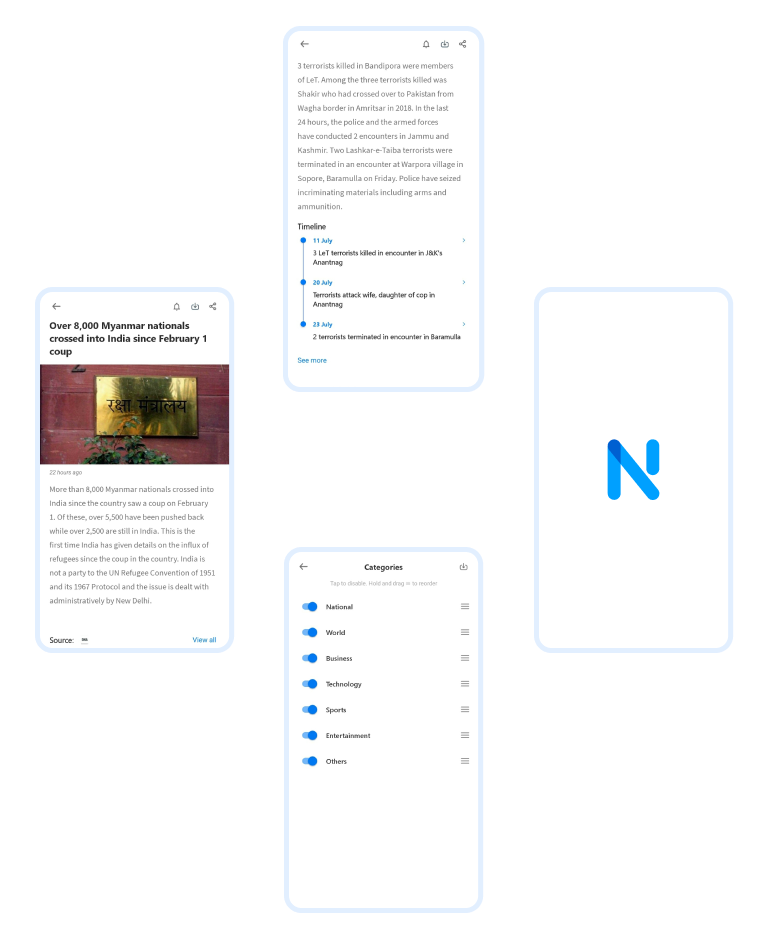 3 terrorists killed in Bandipora were members
of LeT. Among the three terrorists killed was
Shakir who had crossed over to Pakistan from
Wagha border in Amritsar in 2018. In the last
24 hours, the police and the armed forces
have conducted 2 encounters in Jammu and
Kashmir. Two Lashkar-e-Taiba terrorists were
terminated in an encounter at Warpora village in
Sopore, Baramulla on Friday. Police have seized
incriminating materials including arms and
ammunition.
Timeline
11 July
3 LeT terrorists killed in encounter in J&K's
Anantnag
20 July
Terrorists attack wife, daughter of cop in
Anantnag
23 July
2 terrorists terminated in encounter in Baramulla
See more
Over 8,000 Myanmar nationals
crossed into India since February 1
coup
रक्षा मंत्रालय
22 hours ago
More than 8,000 Myanmar nationals crossed into
India since the country saw a coup on February
1. Of these, over 5,500 have been pushed back
while over 2,500 are still in India. This is the
first time India has given details on the influx of
refugees since the coup in the country. India is
not a party to the UN Refugee Convention of 1951
and its 1967 Protocol and the issue is dealt with
administratively by New Delhi.
Source:
View all
N
Categories
Tap to disable. Hold and drag = to reorder
National
World
Business
Technology
Sports
Entertainment
Others